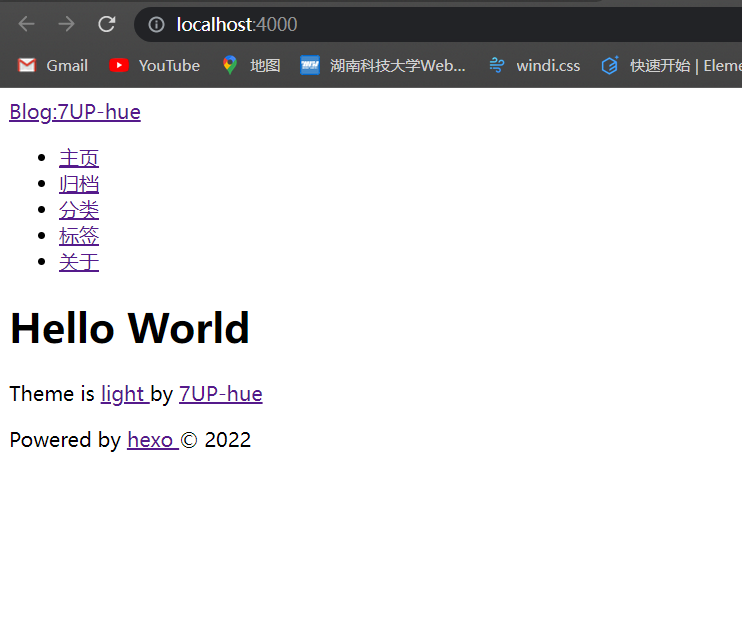 localhost:4000
Gmail YouTube 地图 湖南科技大学Web... windi.css 快速开始 | Eleme
Blog:7UP-hue
主页
归档
分类
标签
关于
Hello World
Theme is light by 7UP-hue
Powered by hexo © 2022